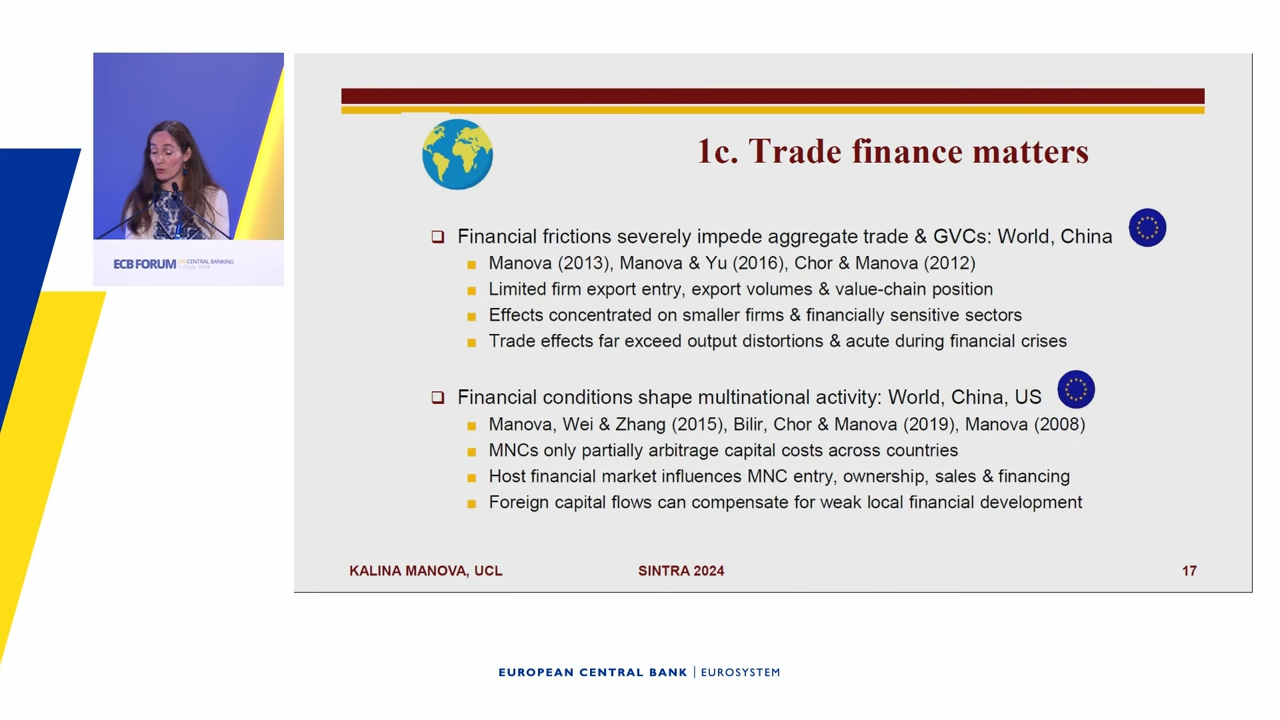 1c. Trade finance matters
Financial frictions severely impede aggregate trade & GVCs: World, China
Manova (2013), Manova & Yu (2016), Chor & Manova (2012)
Limited firm export entry, export volumes & value-chain position
Effects concentrated on smaller firms & financially sensitive sectors
Trade effects far exceed output distortions & acute during financial crises
Financial conditions shape multinational activity: World, China, US
Manova, Wei & Zhang (2015), Bilir, Chor & Manova (2019), Manova (2008)
MNCs only partially arbitrage capital costs across countries
Host financial market influences MNC entry, ownership, sales & financing
Foreign capital flows can compensate for weak local financial development
KALINA MANOVA, UCL SINTRA 2024 17
ECB FORUM ON CENTRAL BANKING
EUROPEAN CENTRAL BANK | EUROSYSTEM